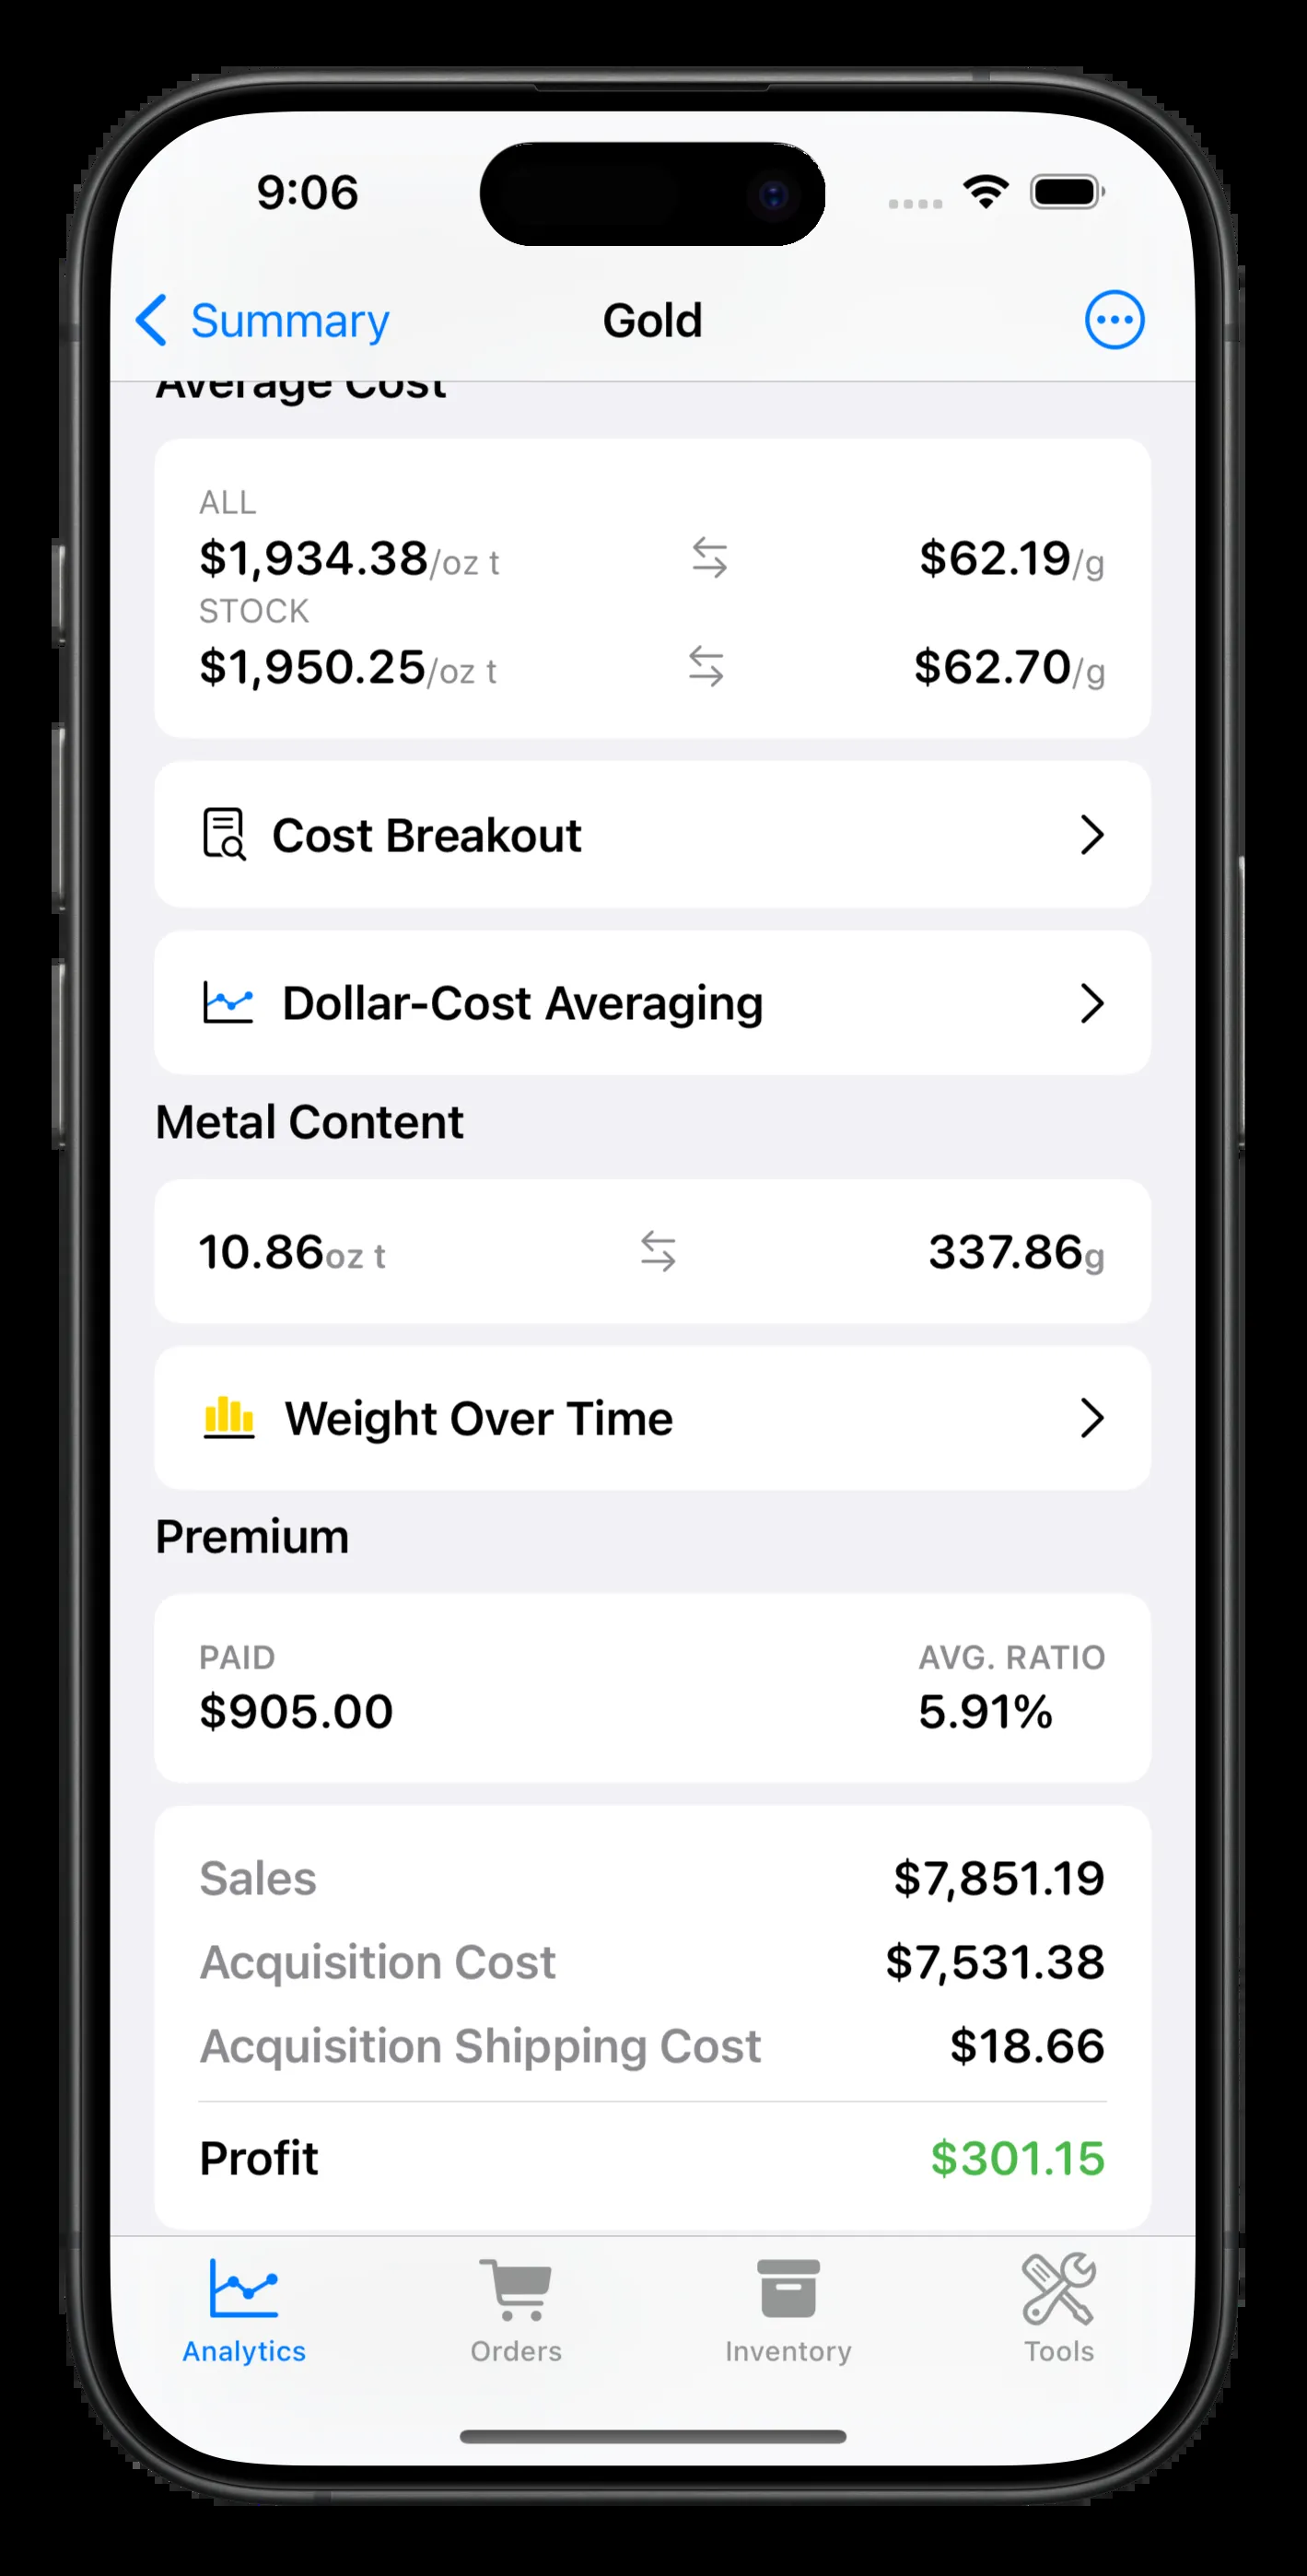 9:06
Summary
Gold
Average Cost
ALL
$1,934.38/oz t
$62.19/g
STOCK
$1,950.25/oz t
$62.70/g
Cost Breakout
Dollar-Cost Averaging
Metal Content
10.86oz t
337.86g
Weight Over Time
Premium
PAID
AVG. RATIO
$905.00
5.91%
Sales
$7,851.19
Acquisition Cost
$7,531.38
Acquisition Shipping Cost
$18.66
Profit
$301.15
Analytics
Orders
Inventory
Tools